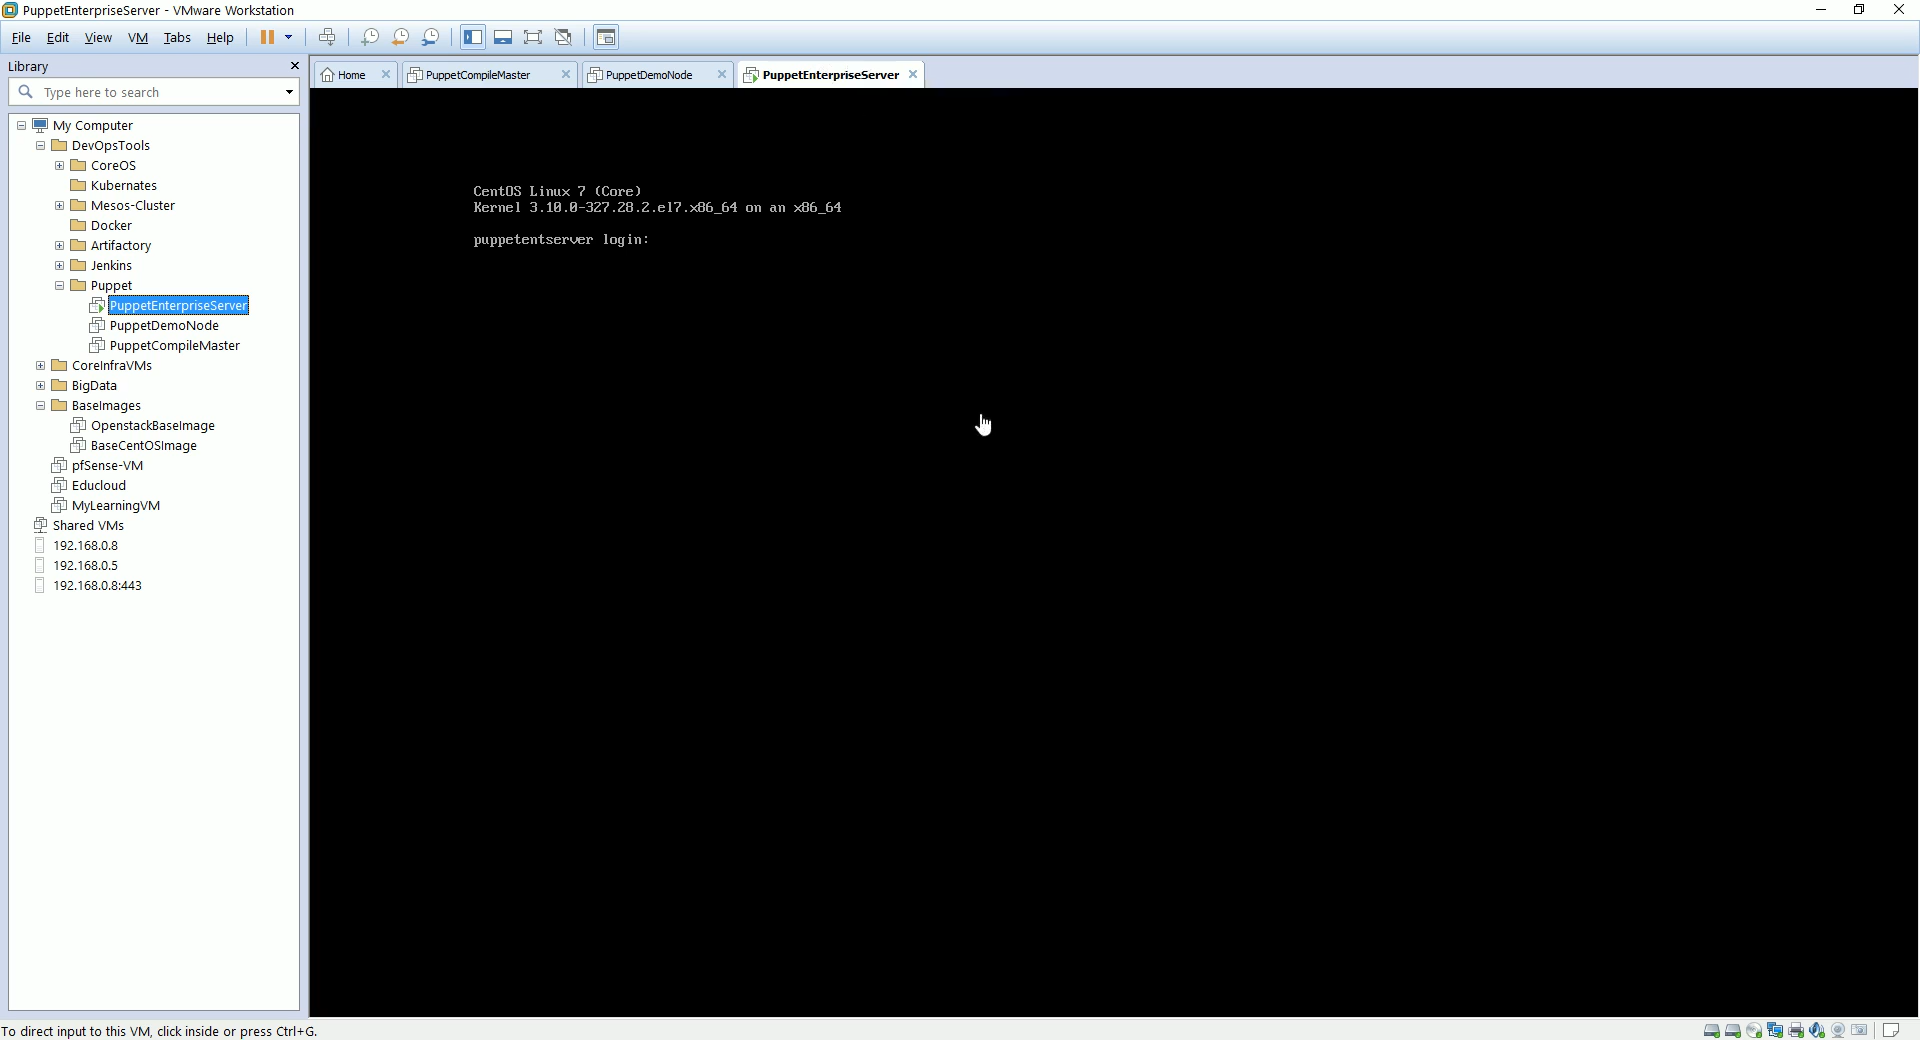 PuppetEnterpriseServer - VMware Workstation
File Edit View VM Tabs Help
Library
Type here to search
Home
PuppetCompileMaster
PuppetDemoNode
PuppetEnterpriseServer
My Computer
DevOpsTools
CoreOS
Kubernates
Mesos-Cluster
Docker
Artifactory
Jenkins
Puppet
PuppetEnterpriseServer
PuppetDemoNode
PuppetCompileMaster
CoreInfraVMs
BigData
BaseImages
OpenstackBaseImage
BaseCentOSImage
pfSense-VM
Educloud
MyLearningVM
Shared VMs
192.168.0.8
192.168.0.5
192.168.0.8:443
CentOS Linux 7 (Core)
Kernel 3.10.0-327.28.2.el7.x86_64 on an x86_64
puppetentserver login:
To direct input to this VM, click inside or press Ctrl+G.